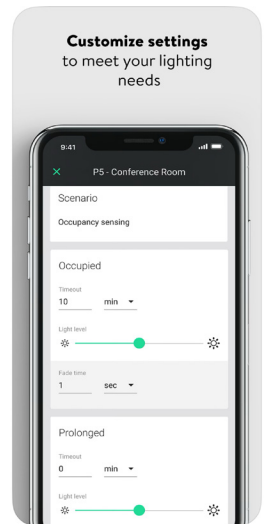 Customize settings
to meet your lighting
needs
9:41
P5 - Conference Room
Scenario
Occupancy sensing
Occupied
Timeout
10 min
Light level
Fade time
1 sec
Prolonged
Timeout
0 min
Light level